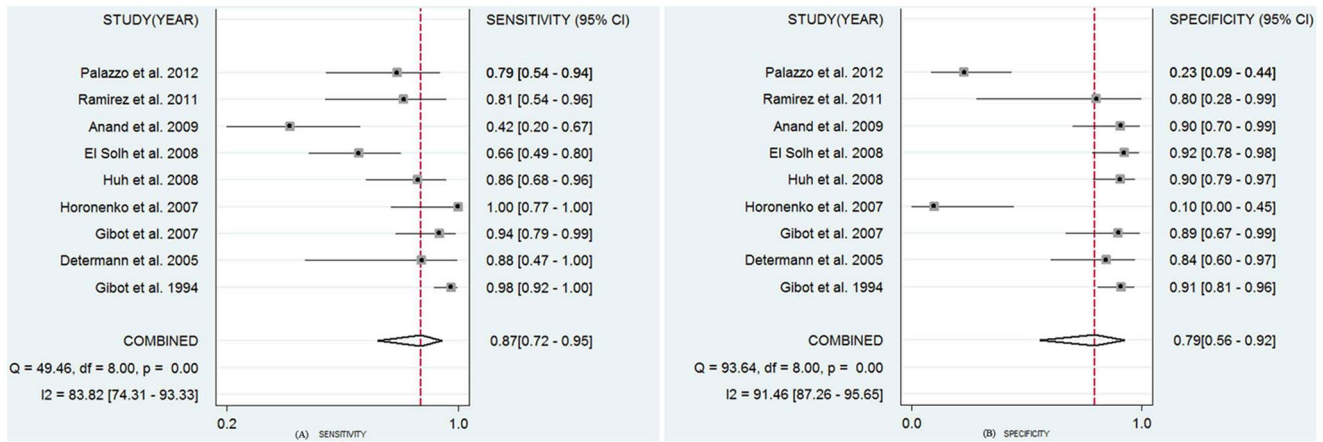 STUDY(YEAR) SENSITIVITY (95% CI)
Palazzo et al. 2012 0.79 [0.54 - 0.94]
Ramirez et al. 2011 0.81 [0.54 - 0.96]
Anand et al. 2009 0.42 [0.20 - 0.67]
El Solh et al. 2008 0.66 [0.49 - 0.80]
Huh et al. 2008 0.86 [0.68 - 0.96]
Horonenko et al. 2007 1.00 [0.77 - 1.00]
Gibot et al. 2007 0.94 [0.79 - 0.99]
Determann et al. 2005 0.88 [0.47 - 1.00]
Gibot et al. 1994 0.98 [0.92 - 1.00]
COMBINED 0.87[0.72 - 0.95]
Q = 49.46, df = 8.00, p = 0.00
I2 = 83.82 [74.31 - 93.33]
0.2 1.0
(A) SENSITIVITY
STUDY(YEAR) SPECIFICITY (95% CI)
Palazzo et al. 2012 0.23 [0.09 - 0.44]
Ramirez et al. 2011 0.80 [0.28 - 0.99]
Anand et al. 2009 0.90 [0.70 - 0.99]
El Solh et al. 2008 0.92 [0.78 - 0.98]
Huh et al. 2008 0.90 [0.79 - 0.97]
Horonenko et al. 2007 0.10 [0.00 - 0.45]
Gibot et al. 2007 0.89 [0.67 - 0.99]
Determann et al. 2005 0.84 [0.60 - 0.97]
Gibot et al. 1994 0.91 [0.81 - 0.96]
COMBINED 0.79[0.56 - 0.92]
Q = 93.64, df = 8.00, p = 0.00
I2 = 91.46 [87.26 - 95.65]
0.0 1.0
(B) SPECIFICITY